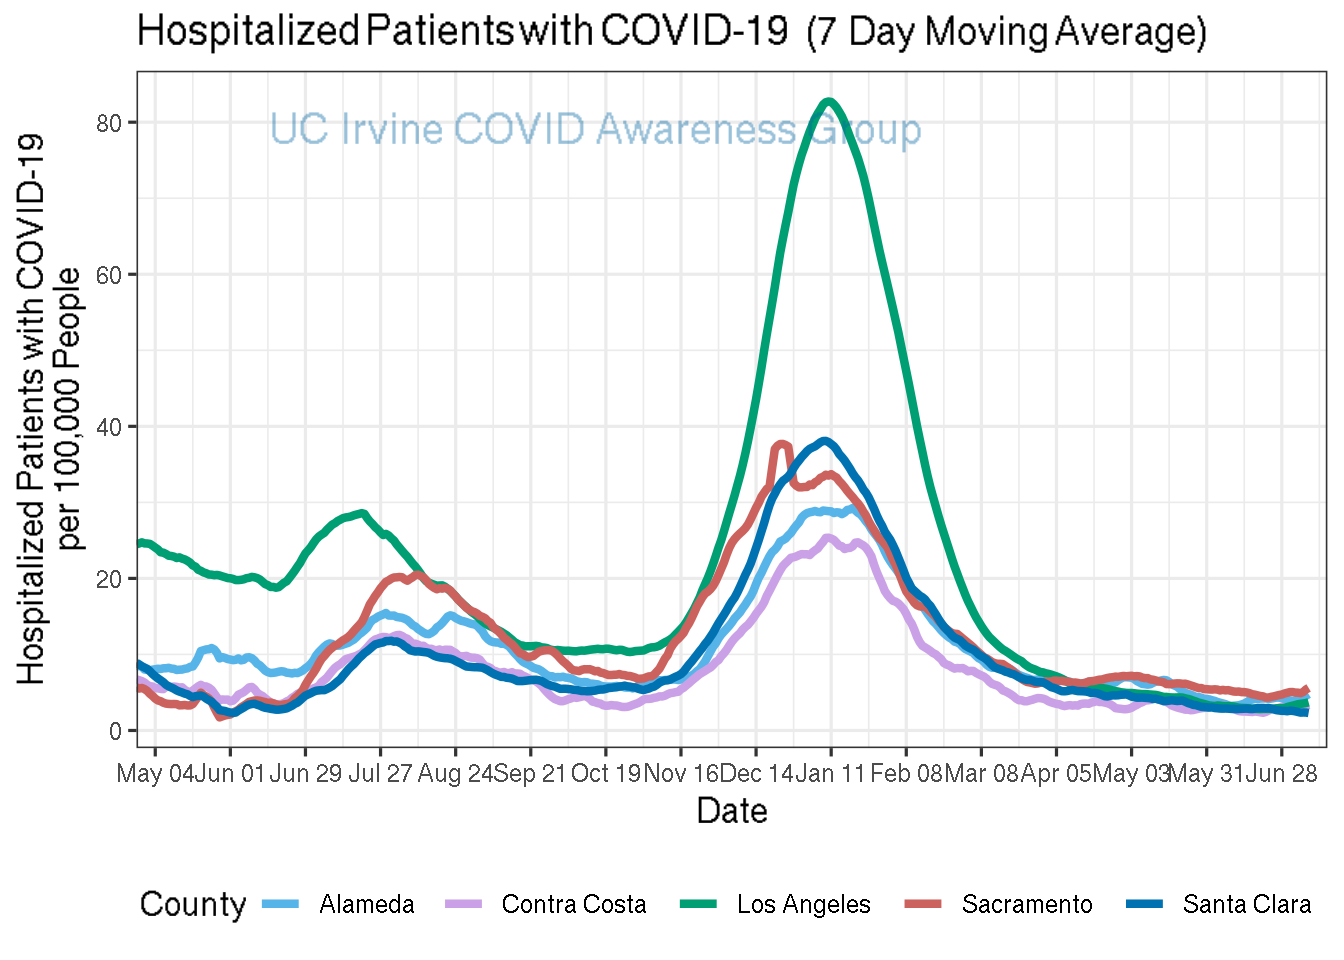 Hospitalized Patients with COVID-19 (7 Day Moving Average)
UC Irvine COVID Awareness Group
Hospitalized Patients with COVID-19
per 100,000 People
80
60
40
20
0
May 04 Jun 01 Jun 29 Jul 27 Aug 24 Sep 21 Oct 19 Nov 16 Dec 14 Jan 11 Feb 08 Mar 08 Apr 05 May 03 May 31 Jun 28
Date
County Alameda Contra Costa Los Angeles Sacramento Santa Clara